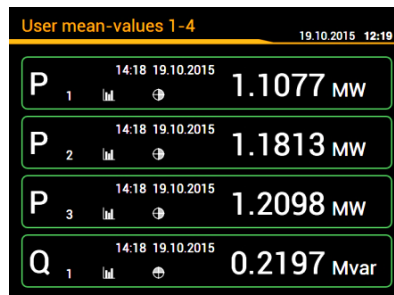 User mean-values 1-4
19.10.2015 12:19
14:18 19.10.2015
P 1 1.1077 MW
14:18 19.10.2015
P 2 1.1813 MW
14:18 19.10.2015
P 3 1.2098 MW
14:18 19.10.2015
Q 1 0.2197 Mvar